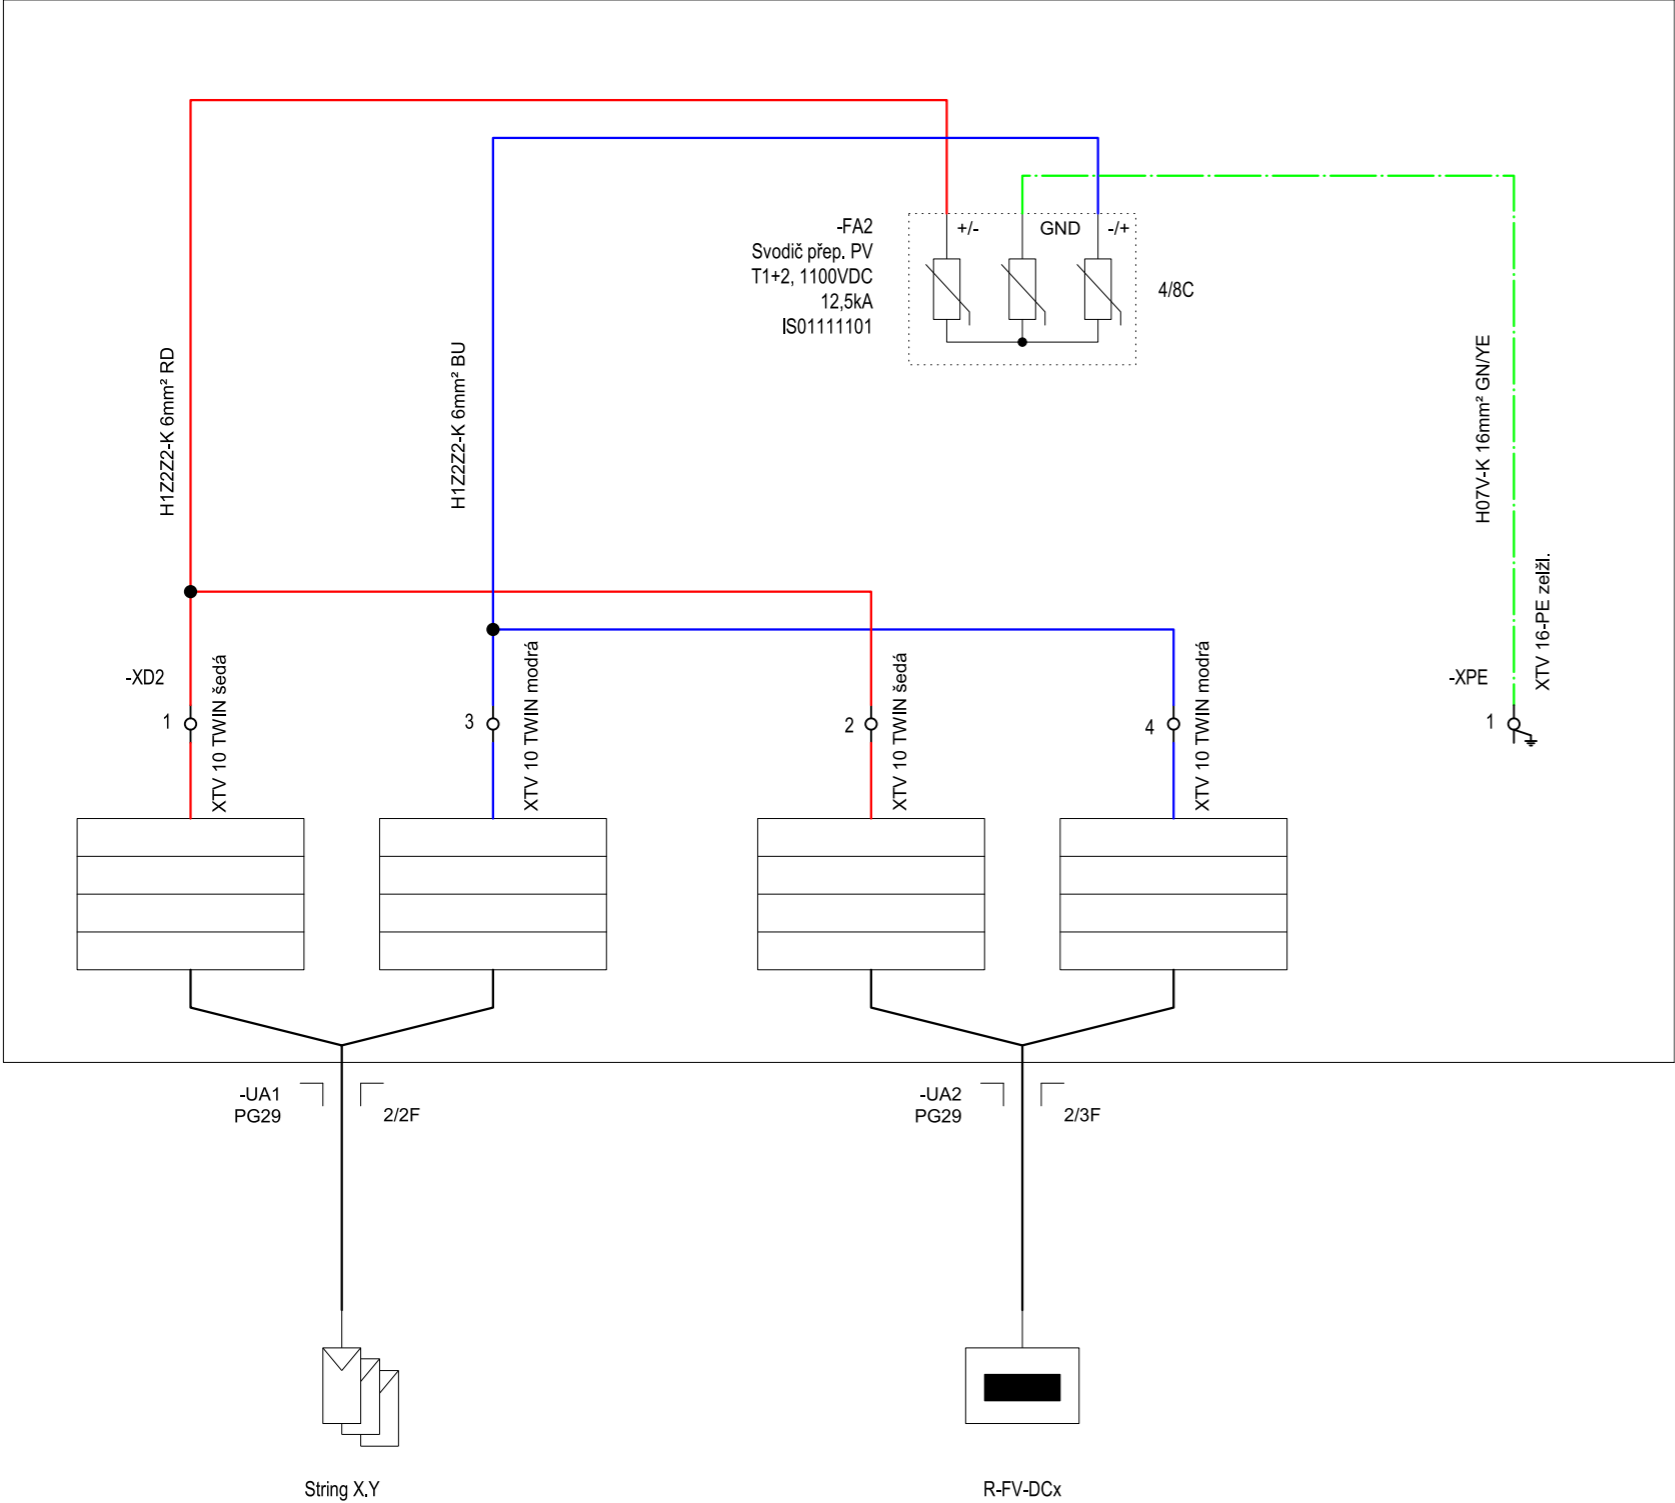 -FA2
Svodič přep. PV
T1+2, 1100VDC
12,5kA
IS01111101
+/-
GND
-/+
4/8C
H1Z2Z2-K 6mm² RD
H1Z2Z2-K 6mm² BU
H07V-K 16mm² GN/YE
-XD2
1
XTV 10 TWIN šedá
3
XTV 10 TWIN modrá
2
XTV 10 TWIN šedá
4
XTV 10 TWIN modrá
-XPE
1
XTV 16-PE zelžl.
-UA1
PG29
2/2F
-UA2
PG29
2/3F
String X.Y
R-FV-DCx